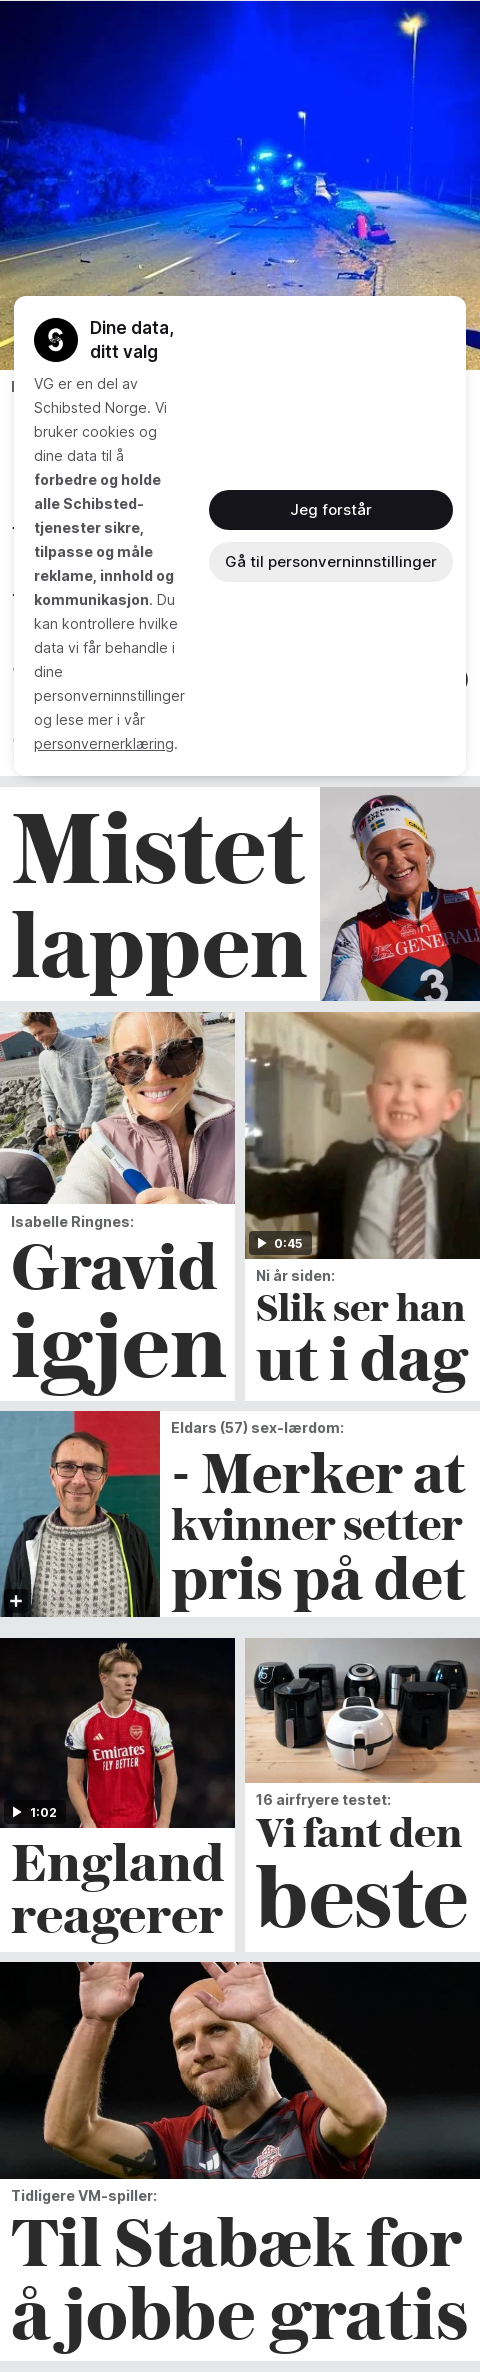 Dine data,
ditt valg
VG er en del av
Schibsted Norge. Vi
bruker cookies og
dine data til å
forbedre og holde
alle Schibsted-
tjenester sikre,
tilpasse og måle
reklame, innhold og
kommunikasjon. Du
kan kontrollere hvilke
data vi får behandle i
dine
personverninnstillinger
og lese mer i vår
personvernerklæring.
Jeg forstår
Gå til personverninnstillinger
Mistet
lappen
SVENSKA
SPEL
GENERALI
3
Isabelle Ringnes:
Gravid
igjen
0:45
Ni år siden:
Slik ser han
ut i dag
Eldars (57) sex-lærdom:
- Merker at
kvinner setter
pris på det
Emirates
FLY BETTER
1:02
England
reagerer
16 airfryere testet:
Vi fant den
beste
Tidligere VM-spiller:
Til Stabæk for
å jobbe gratis